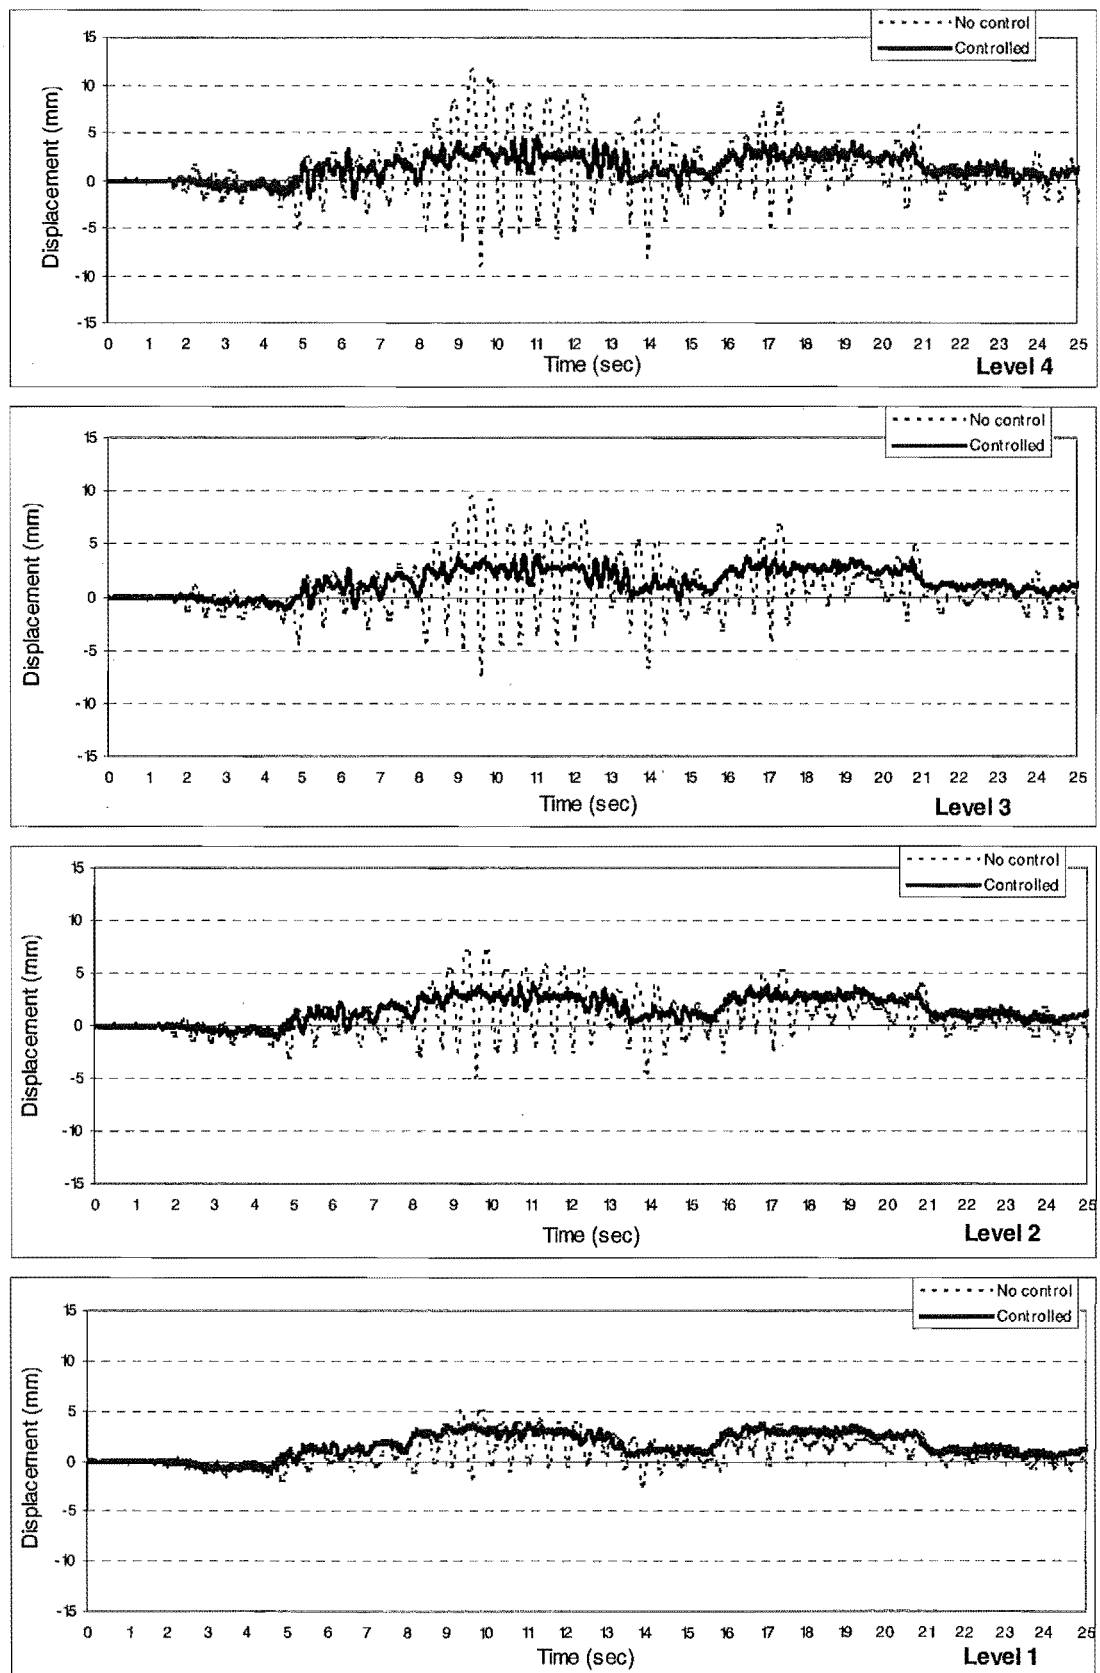 No control
Controlled
15
10
5
0
-5
-10
-15
Displacement (mm)
0 1 2 3 4 5 6 7 8 9 10 11 12 13 14 15 16 17 18 19 20 21 22 23 24 25
Time (sec)
Level 4
No control
Controlled
15
10
5
0
-5
-10
-15
Displacement (mm)
0 1 2 3 4 5 6 7 8 9 10 11 12 13 14 15 16 17 18 19 20 21 22 23 24 25
Time (sec)
Level 3
No control
Controlled
15
10
5
0
-5
-10
-15
Displacement (mm)
0 1 2 3 4 5 6 7 8 9 10 11 12 13 14 15 16 17 18 19 20 21 22 23 24 25
Time (sec)
Level 2
No control
Controlled
15
10
5
0
-5
-10
-15
Displacement (mm)
0 1 2 3 4 5 6 7 8 9 10 11 12 13 14 15 16 17 18 19 20 21 22 23 24 25
Time (sec)
Level 1